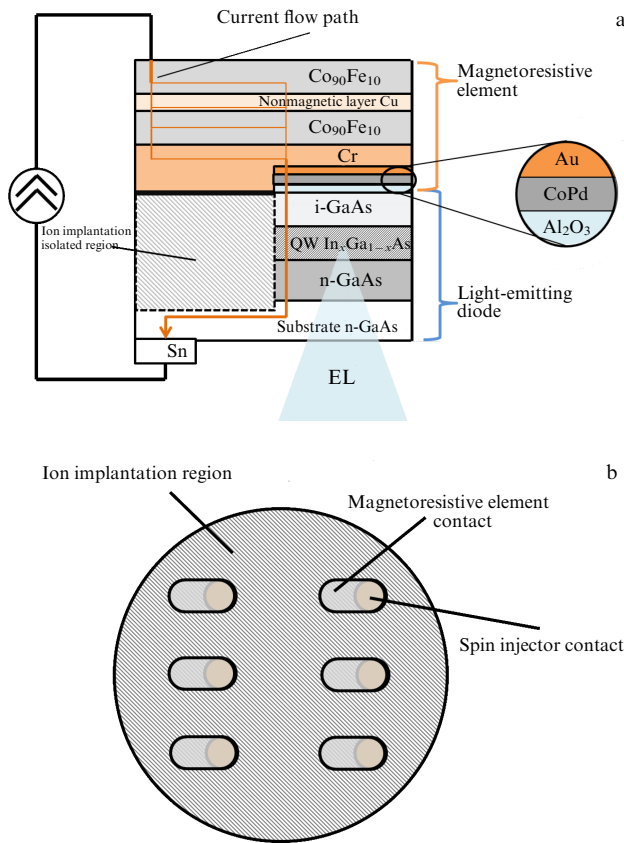 Current flow path
a
Co₉₀Fe₁₀
Magnetoresistive
element
Nonmagnetic layer Cu
Co₉₀Fe₁₀
Cr
Au
CoPd
Al₂O₃
i-GaAs
Ion implantation
isolated region
QW InₓGa₁₋ₓAs
n-GaAs
Light-emitting
diode
Substrate n-GaAs
Sn
EL
b
Ion implantation region
Magnetoresistive element
contact
Spin injector contact